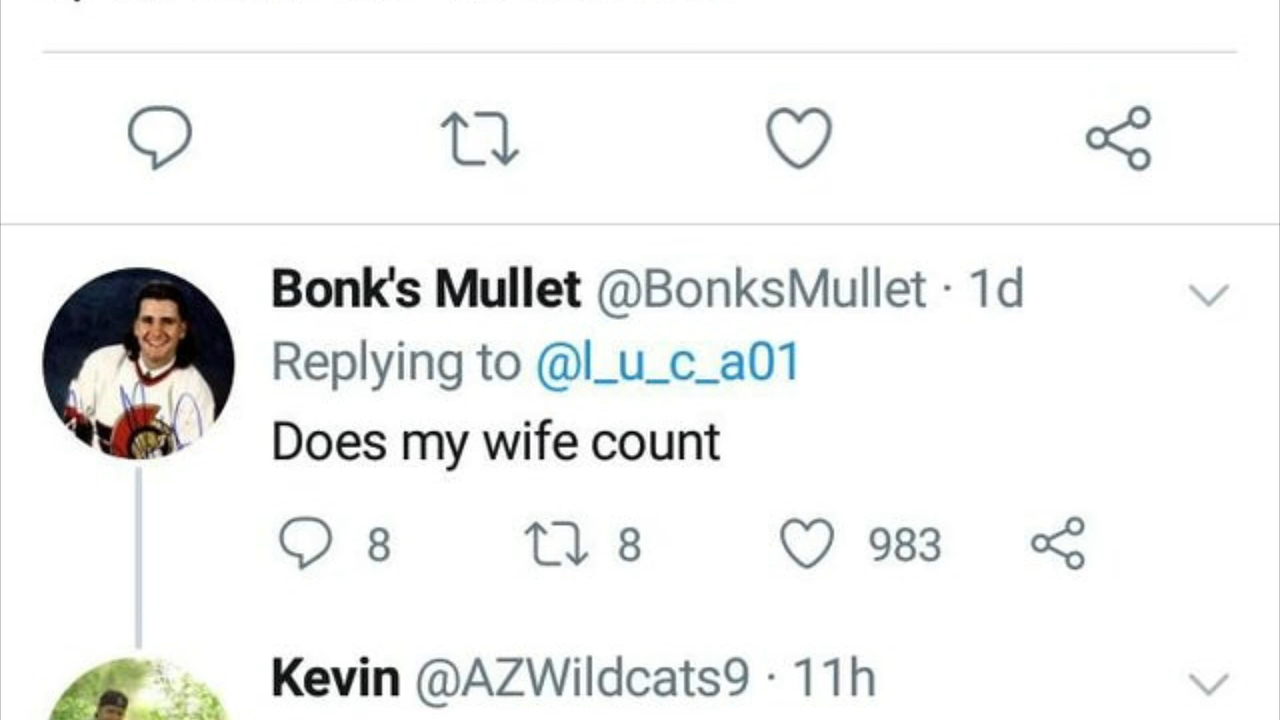 Bonk's Mullet @BonksMullet · 1d
Replying to @l_u_c_a01
Does my wife count
8 8 983
Kevin @AZWildcats9 · 11h